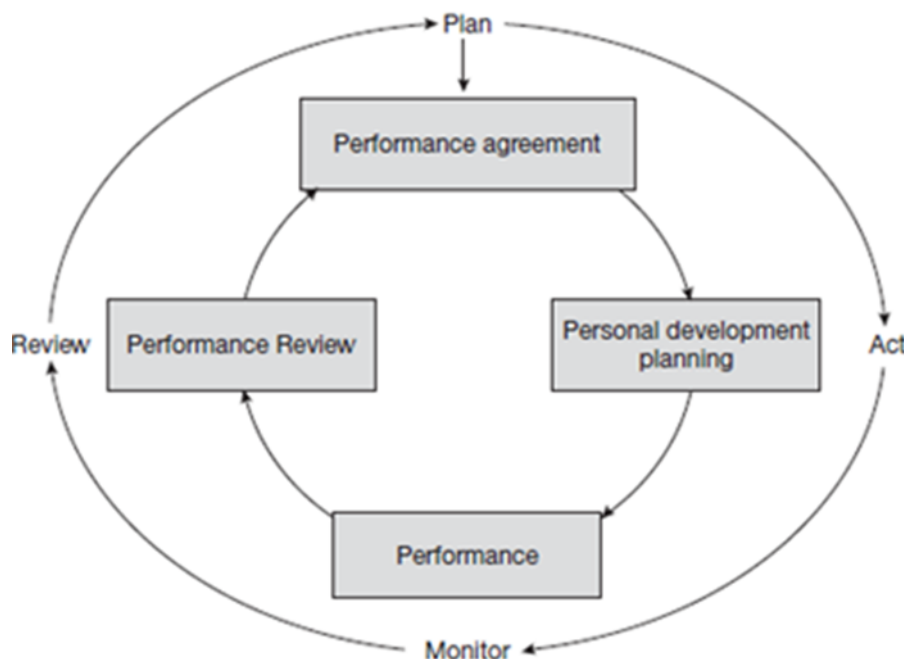 Plan
Performance agreement
Review
Performance Review
Personal development
planning
Act
Performance
Monitor